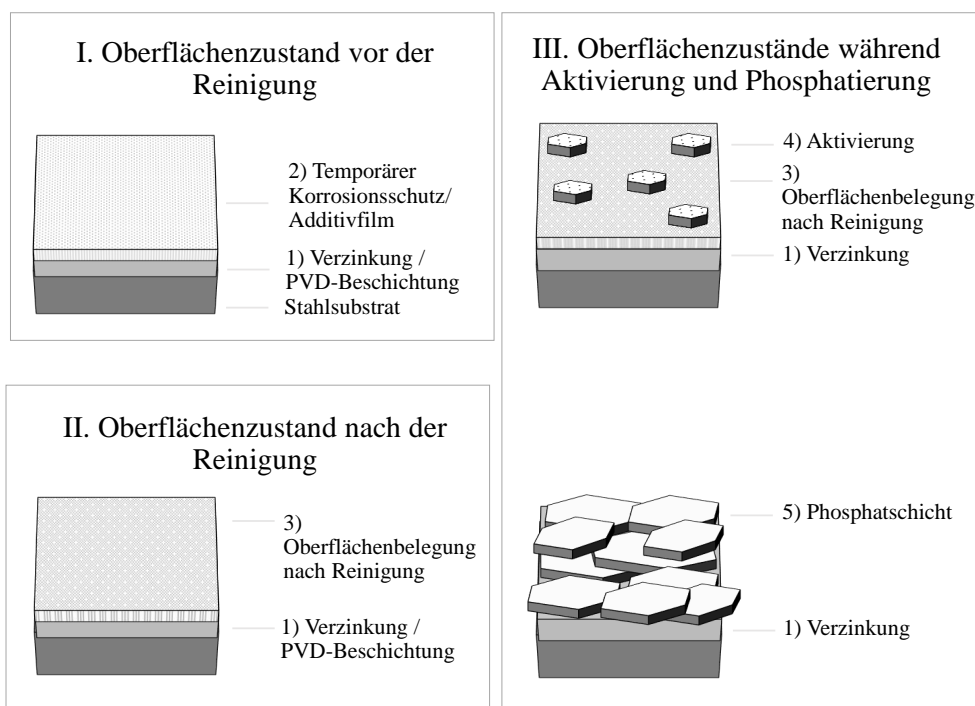 I. Oberflächenzustand vor der
Reinigung
2) Temporärer
Korrosionsschutz/
Additivfilm
1) Verzinkung /
PVD-Beschichtung
Stahlsubstrat
II. Oberflächenzustand nach der
Reinigung
3)
Oberflächenbelegung
nach Reinigung
1) Verzinkung /
PVD-Beschichtung
III. Oberflächenzustände während
Aktivierung und Phosphatierung
4) Aktivierung
3)
Oberflächenbelegung
nach Reinigung
1) Verzinkung
5) Phosphatschicht
1) Verzinkung